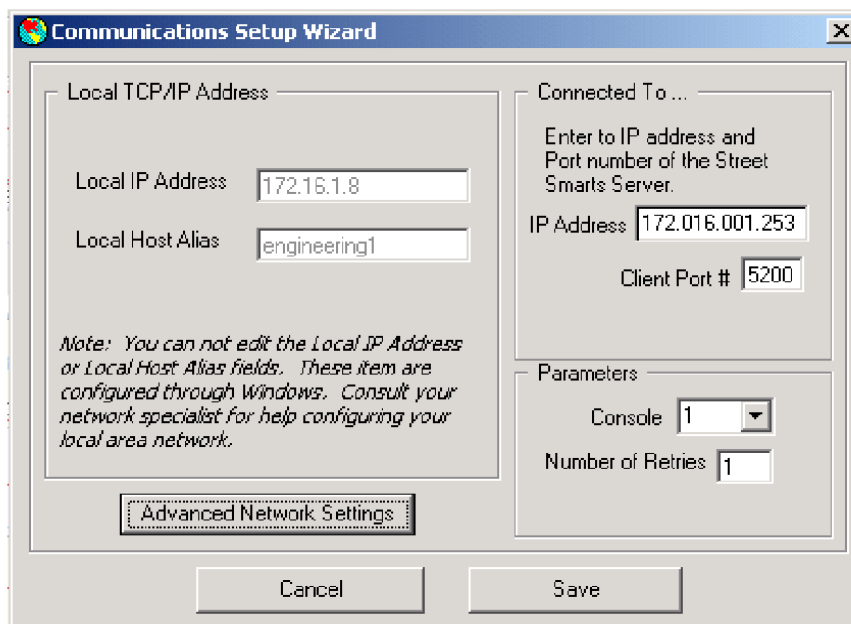 Communications Setup Wizard
Local TCP/IP Address
Local IP Address 172.16.1.8
Local Host Alias engineering1
Note: You can not edit the Local IP Address
or Local Host Alias fields. These item are
configured through Windows. Consult your
network specialist for help configuring your
local area network.
Advanced Network Settings
Connected To ...
Enter to IP address and
Port number of the Street
Smarts Server.
IP Address 172.016.001.253
Client Port # 5200
Parameters
Console 1
Number of Retries 1
Cancel
Save